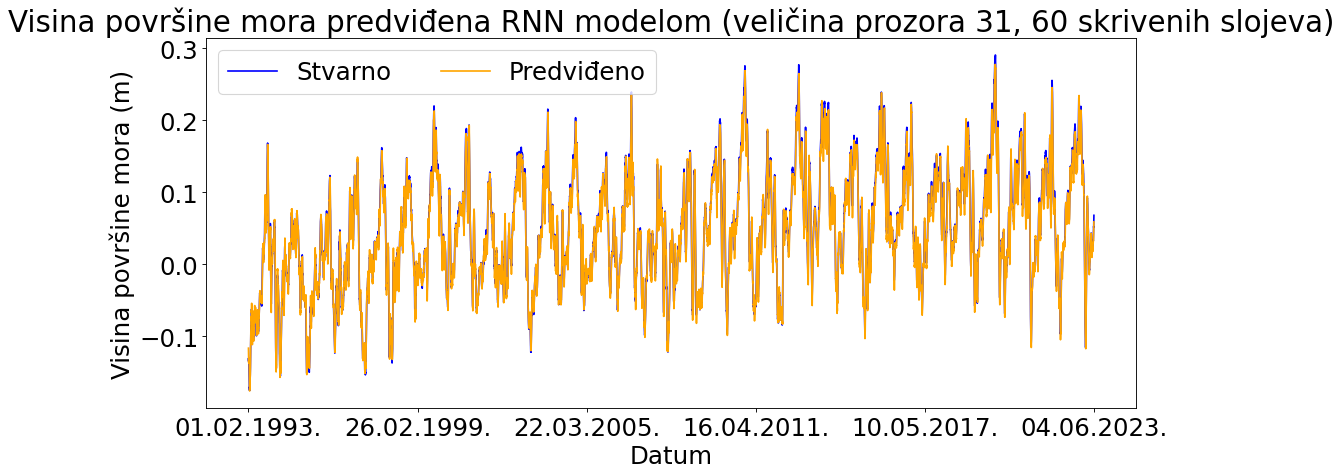 Visina površine mora predviđena RNN modelom (veličina prozora 31, 60 skrivenih slojeva)
Stvarno
Predviđeno
Visina površine mora (m)
0.3
0.2
0.1
0.0
−0.1
01.02.1993.
26.02.1999.
22.03.2005.
16.04.2011.
10.05.2017.
04.06.2023.
Datum